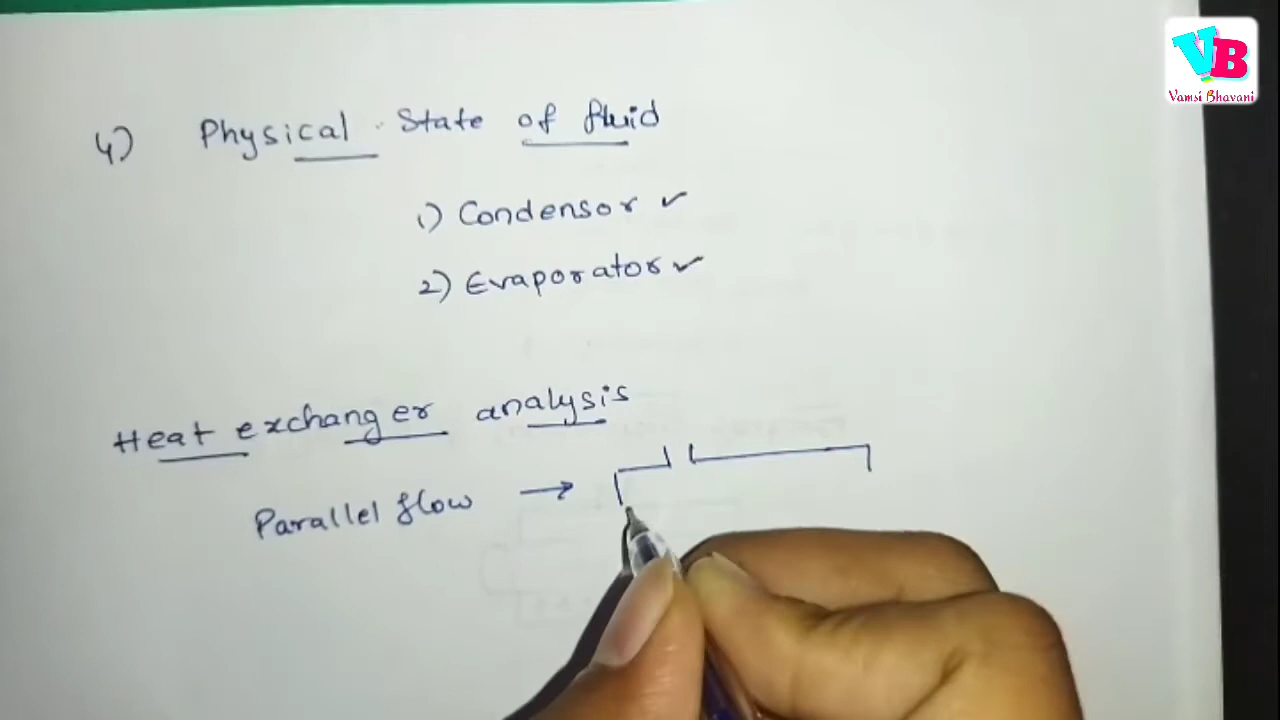 VB
Vamsi Bhavani
4) Physical State of fluid
1) Condensor ✓
2) Evaporator ✓
Heat exchanger analysis
Parallel flow →